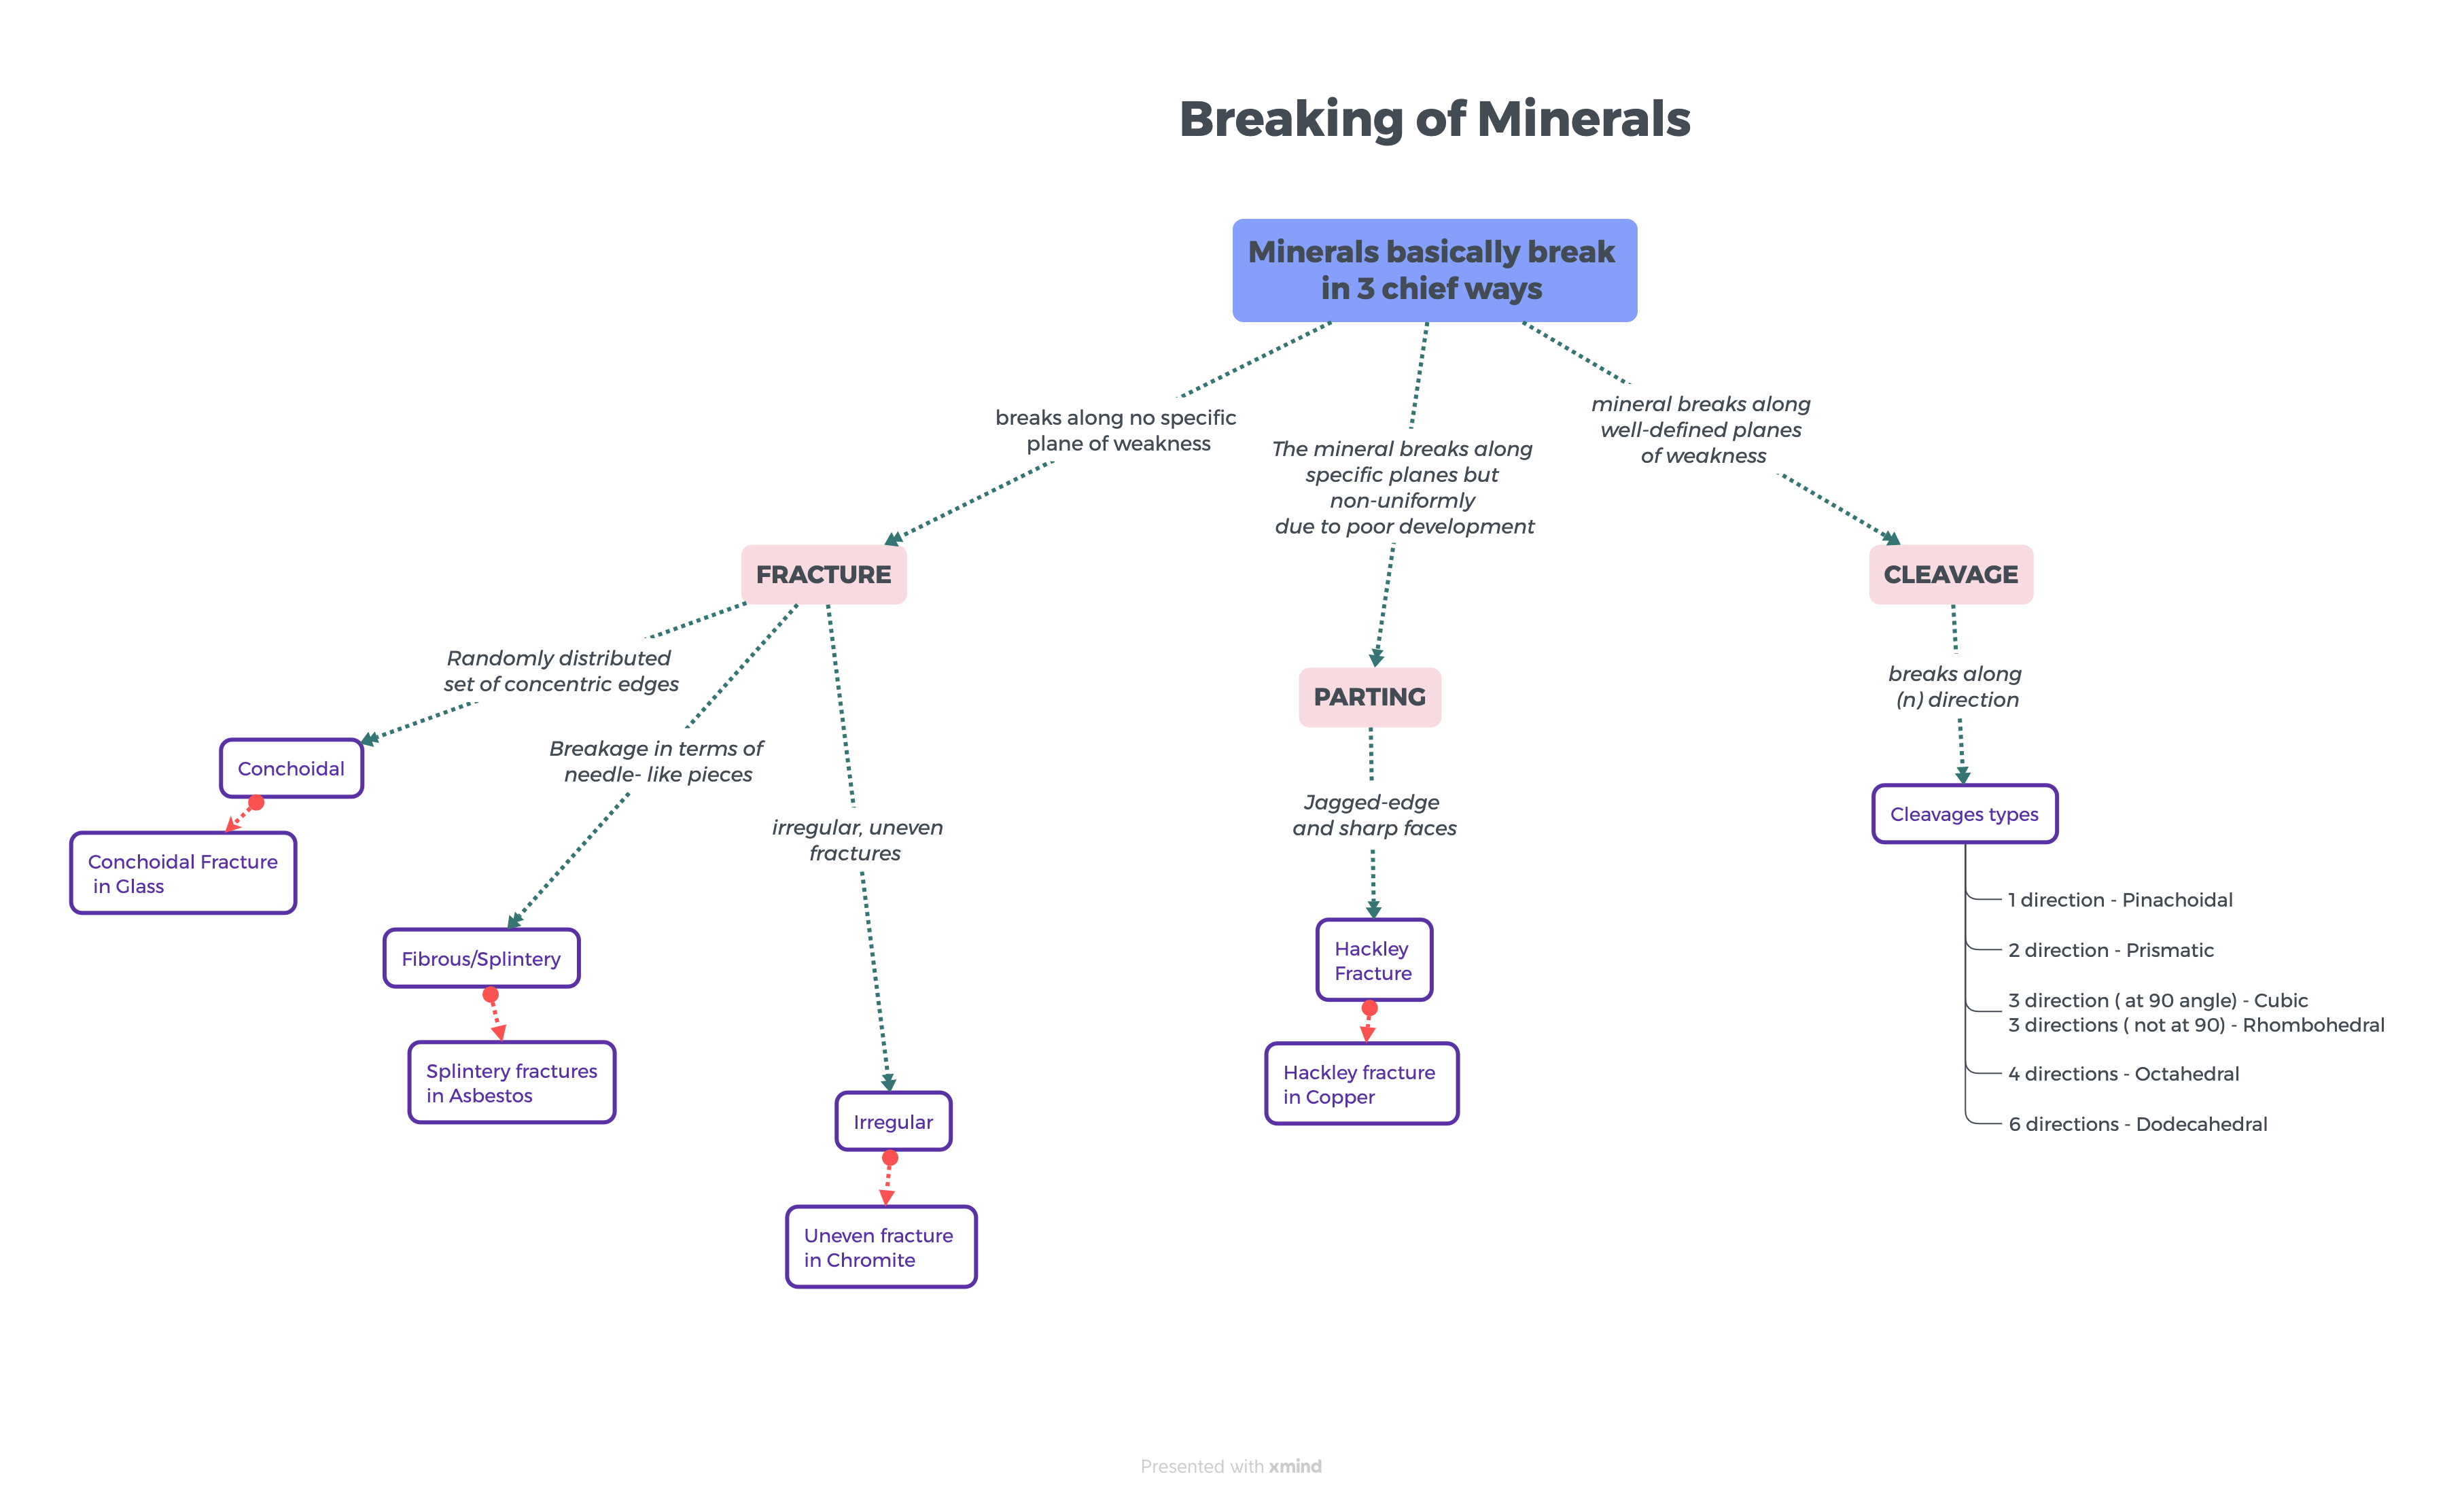 Breaking of Minerals
Minerals basically break
in 3 chief ways
breaks along no specific
plane of weakness
The mineral breaks along
specific planes but
non-uniformly
due to poor development
mineral breaks along
well-defined planes
of weakness
FRACTURE
PARTING
CLEAVAGE
Randomly distributed
set of concentric edges
Breakage in terms of
needle- like pieces
irregular, uneven
fractures
Conchoidal
Conchoidal Fracture
in Glass
Fibrous/Splintery
Splintery fractures
in Asbestos
Irregular
Uneven fracture
in Chromite
Jagged-edge
and sharp faces
Hackley
Fracture
Hackley fracture
in Copper
breaks along
(n) direction
Cleavages types
1 direction - Pinachoidal
2 direction - Prismatic
3 direction ( at 90 angle) - Cubic
3 directions ( not at 90) - Rhombohedral
4 directions - Octahedral
6 directions - Dodecahedral
Presented with xmind